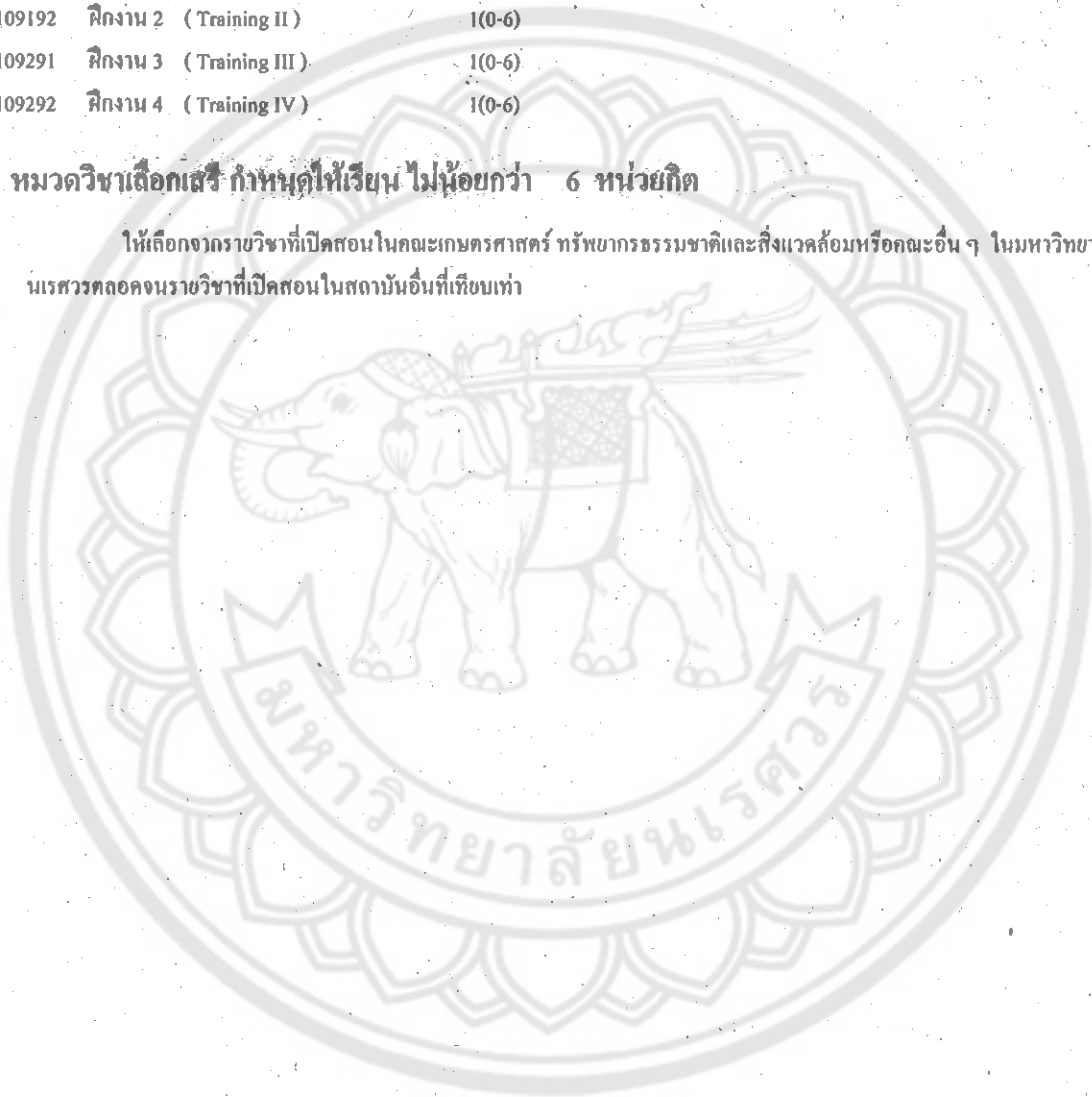 109192 ฝึกงาน 2 ( Training II ) 1(0-6)
109291 ฝึกงาน 3 ( Training III ) 1(0-6)
109292 ฝึกงาน 4 ( Training IV ) 1(0-6)
หมวดวิชาเลือกเสรี กำหนดให้เรียน ไม่น้อยกว่า 6 หน่วยกิต
ให้เลือกจากรายวิชาที่เปิดสอนในคณะเกษตรศาสตร์ ทรัพยากรธรรมชาติและสิ่งแวดล้อมหรือคณะอื่น ๆ ในมหาวิทยา
นเรศวรตลอดจนรายวิชาที่เปิดสอนในสถาบันอื่นที่เทียบเท่า
มหาวิทยาลัยนเรศวร